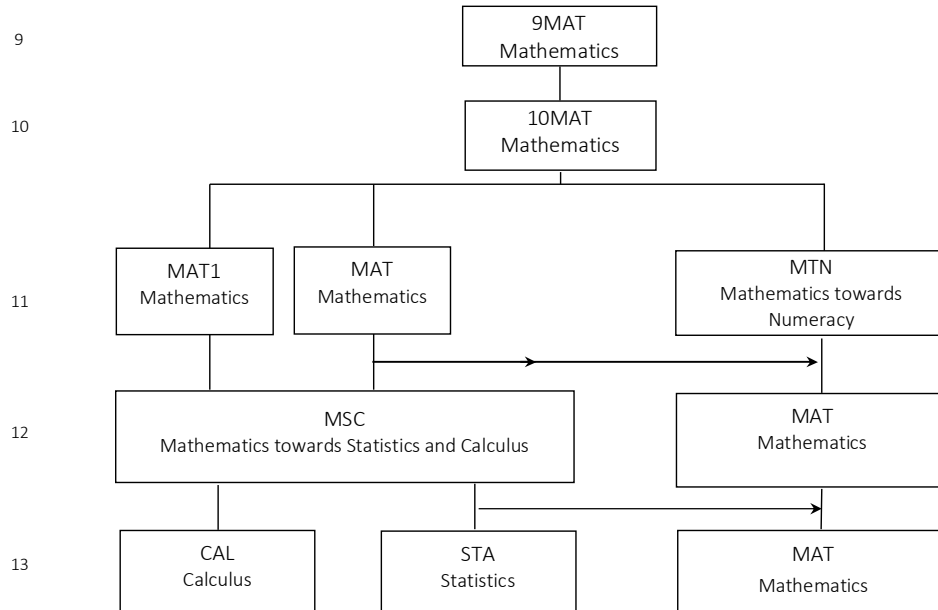 9
9MAT
Mathematics
10
10MAT
Mathematics
11
MAT1
Mathematics
MAT
Mathematics
MTN
Mathematics towards
Numeracy
12
MSC
Mathematics towards Statistics and Calculus
MAT
Mathematics
13
CAL
Calculus
STA
Statistics
MAT
Mathematics